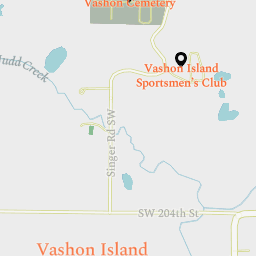 Vashon Cemetery
Vashon Island
Sportsmen's Club
Judd Creek
Singer Rd SW
SW 204th St
Vashon Island